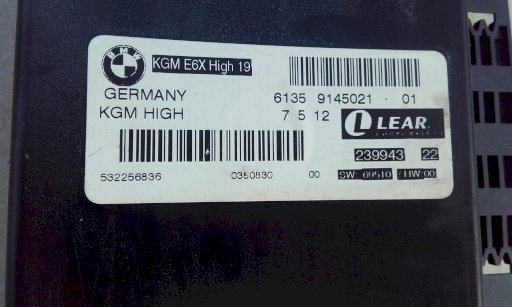 BMW
KGM E6X High 19
GERMANY
6135 9145021 - 01
KGM HIGH
7 5 12
LEAR
CORPORATION
239943 22
532256836 0350830 00
SW: 69510 / HW:00